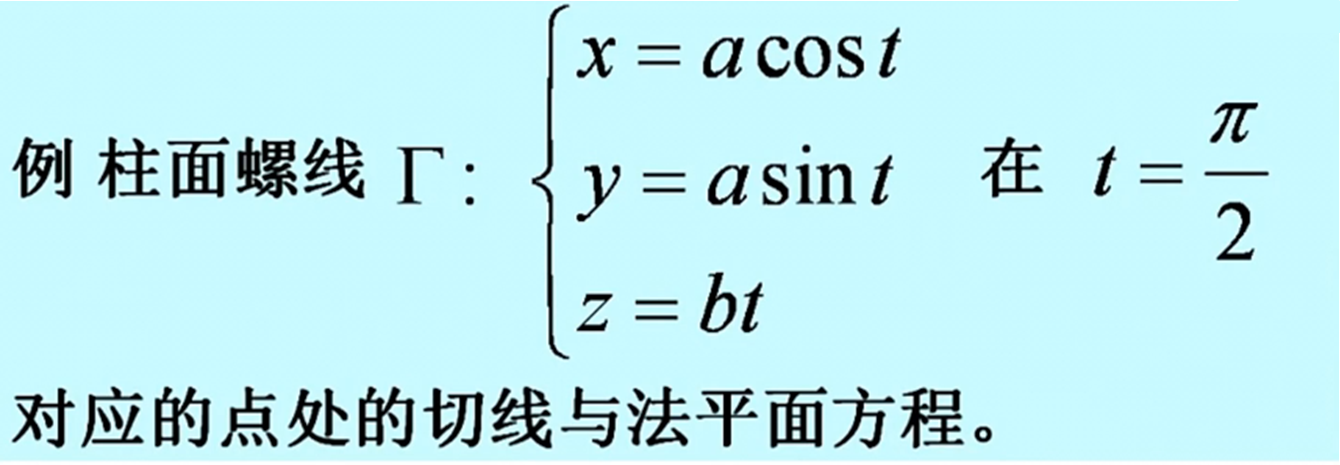 例 柱面螺线 Γ: { x = a cos t
y = a sin t
z = bt 在 t = π/2
对应的点处的切线与法平面方程。